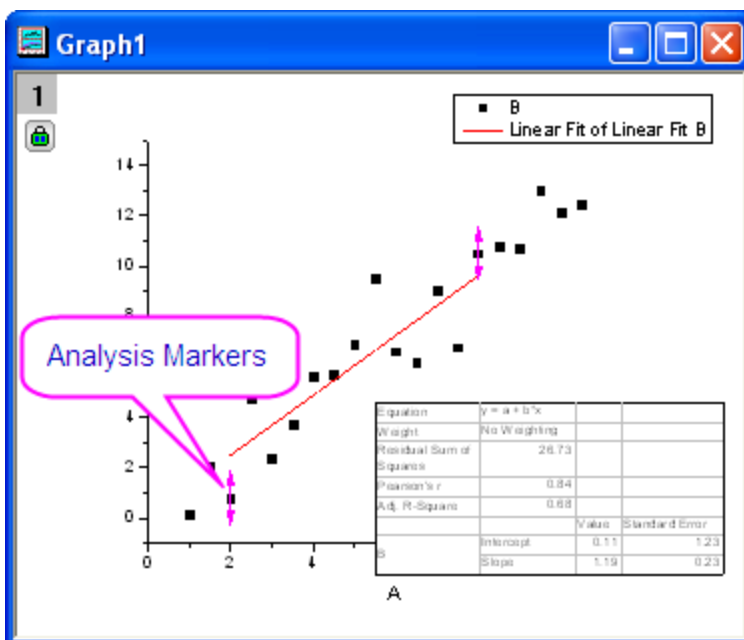 Graph1
1
B
Linear Fit of Linear Fit B
14
12
10
8
Analysis Markers
4
2
0
0 2 4
A
Equation y = a + b*x
Weight No Weighting
Residual Sum of Squares 26.73
Pearson's r 0.84
Adj. R-Square 0.68
Value Standard Error
B Intercept 0.11 1.23
Slope 1.19 0.23